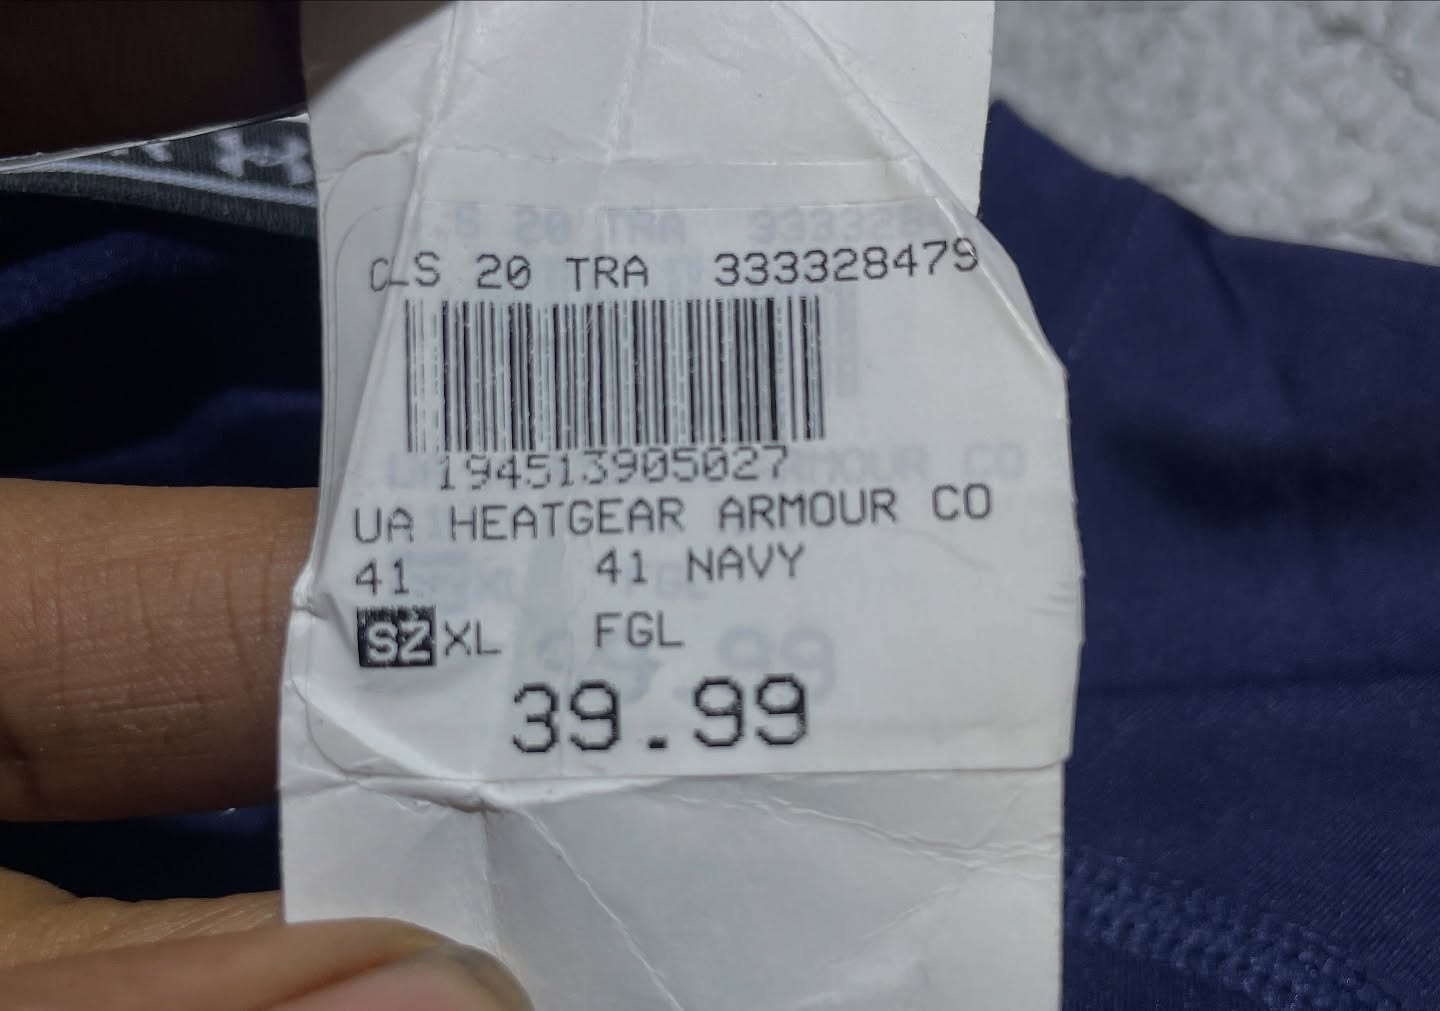 CLS 20 TRA 333328479
194513905027
UA HEATGEAR ARMOUR CO
41 41 NAVY
SZ XL FGL
39.99